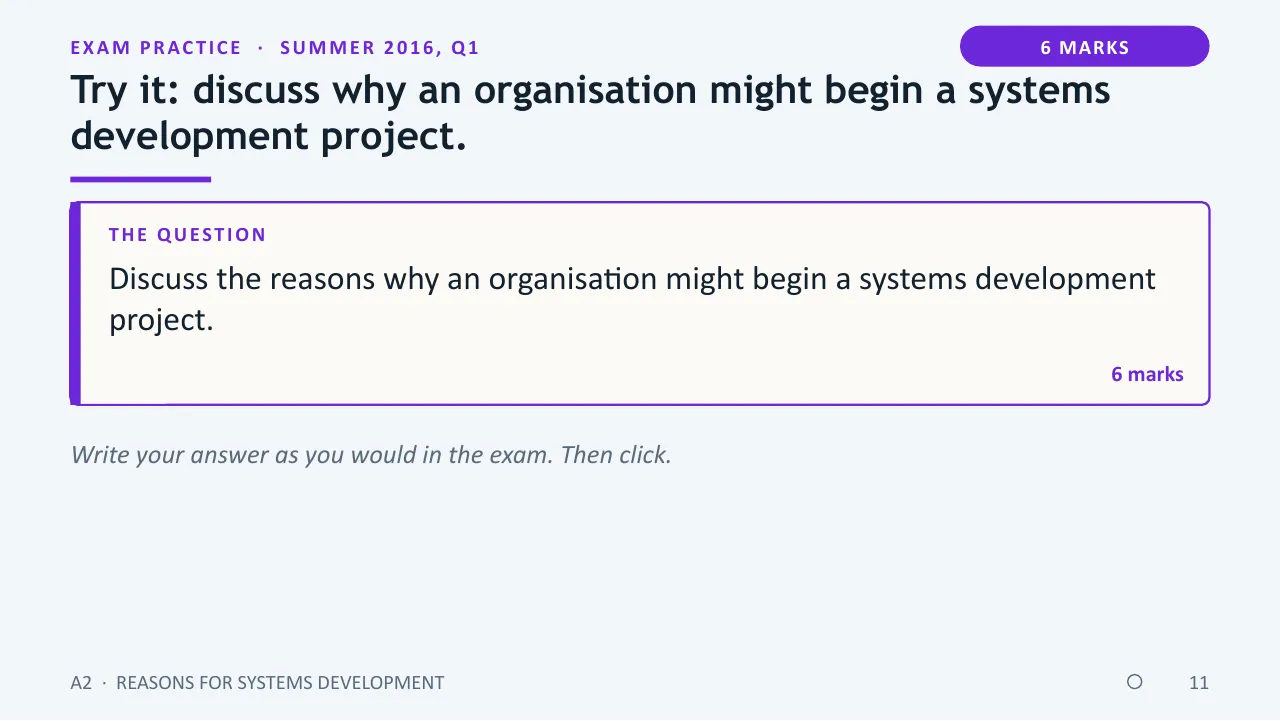 EXAM PRACTICE · SUMMER 2016, Q1
6 MARKS
Try it: discuss why an organisation might begin a systems
development project.
THE QUESTION
Discuss the reasons why an organisation might begin a systems development
project.
6 marks
Write your answer as you would in the exam. Then click.
A2 · REASONS FOR SYSTEMS DEVELOPMENT
11